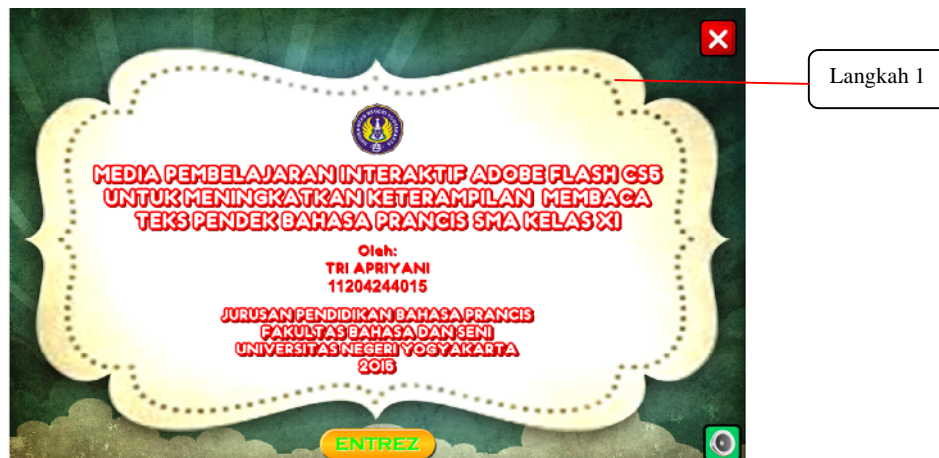 Langkah 1
MEDIA PEMBELAJARAN INTERAKTIF ADOBE FLASH CS5
UNTUK MENINGKATKAN KETERAMPILAN MEMBACA
TEKS PENDEK BAHASA PRANCIS SMA KELAS XI
Oleh:
TRI APRIYANI
11204244015
JURUSAN PENDIDIKAN BAHASA PRANCIS
FAKULTAS BAHASA DAN SENI
UNIVERSITAS NEGERI YOGYAKARTA
2015
ENTREZ